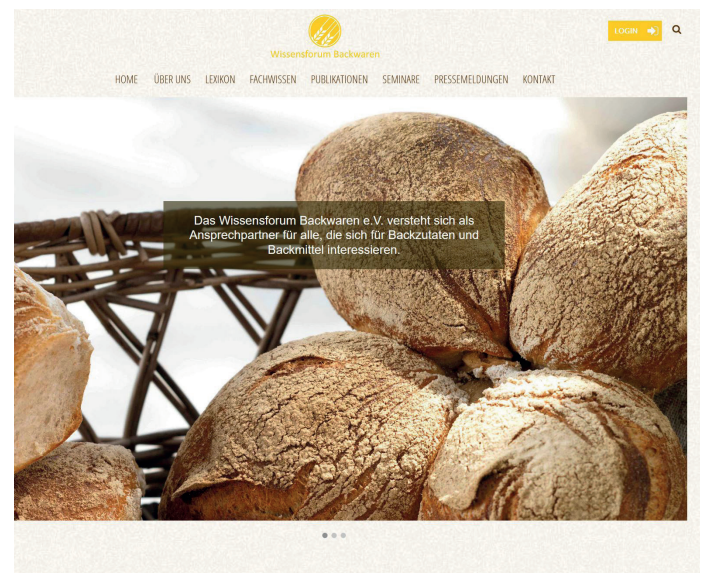 Wissensforum Backwaren
LOGIN
HOME ÜBER UNS LEXIKON FACHWISSEN PUBLIKATIONEN SEMINARE PRESSEMELDUNGEN KONTAKT
Das Wissensforum Backwaren e.V. versteht sich als
Ansprechpartner für alle, die sich für Backzutaten und
Backmittel interessieren.